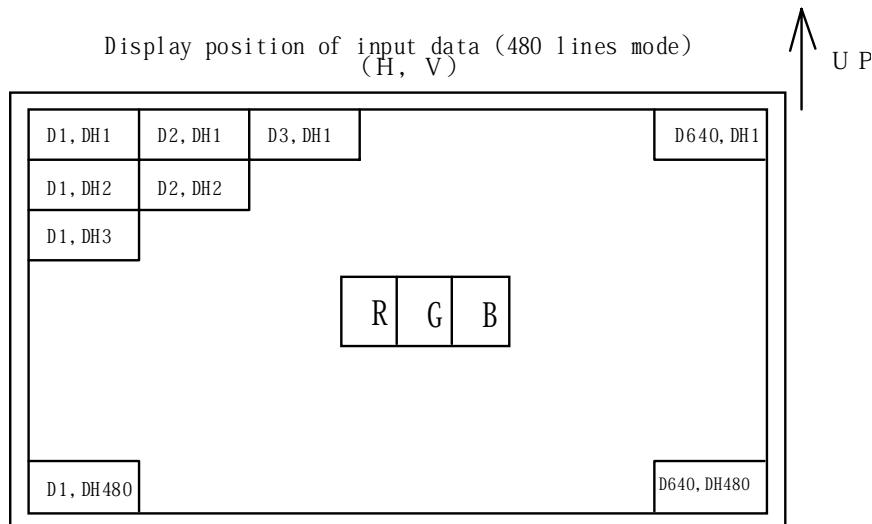 Display position of input data (480 lines mode)
(H, V)
U P
D1, DH1 D2, DH1 D3, DH1 D640, DH1
D1, DH2 D2, DH2
D1, DH3
R G B
D1, DH480 D640, DH480